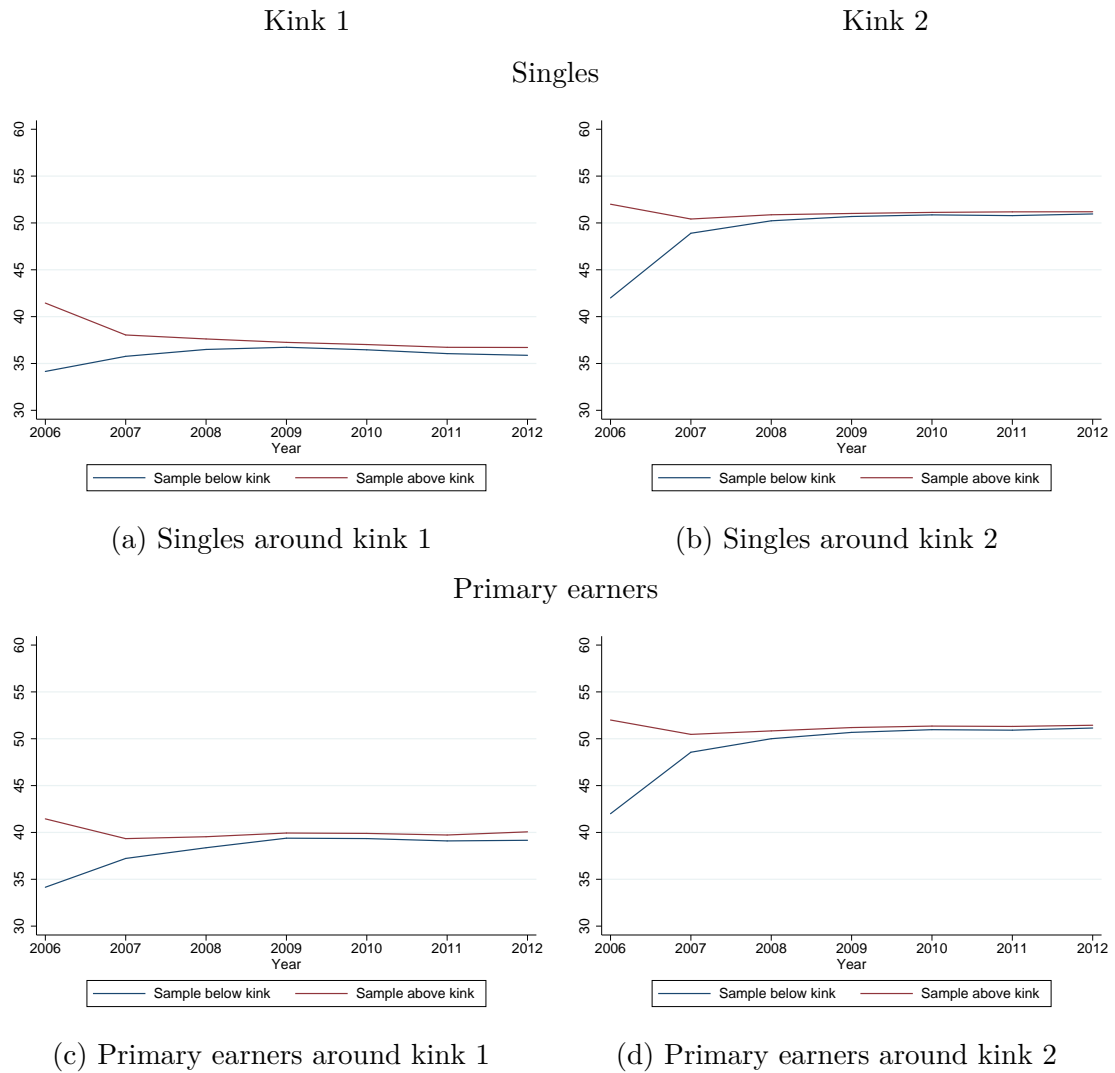 Kink 1 Kink 2
Singles
60
55
50
45
40
35
30
2006 2007 2008 2009 2010 2011 2012
Year
Sample below kink Sample above kink
(a) Singles around kink 1
60
55
50
45
40
35
30
2006 2007 2008 2009 2010 2011 2012
Year
Sample below kink Sample above kink
(b) Singles around kink 2
Primary earners
60
55
50
45
40
35
30
2006 2007 2008 2009 2010 2011 2012
Year
Sample below kink Sample above kink
(c) Primary earners around kink 1
60
55
50
45
40
35
30
2006 2007 2008 2009 2010 2011 2012
Year
Sample below kink Sample above kink
(d) Primary earners around kink 2